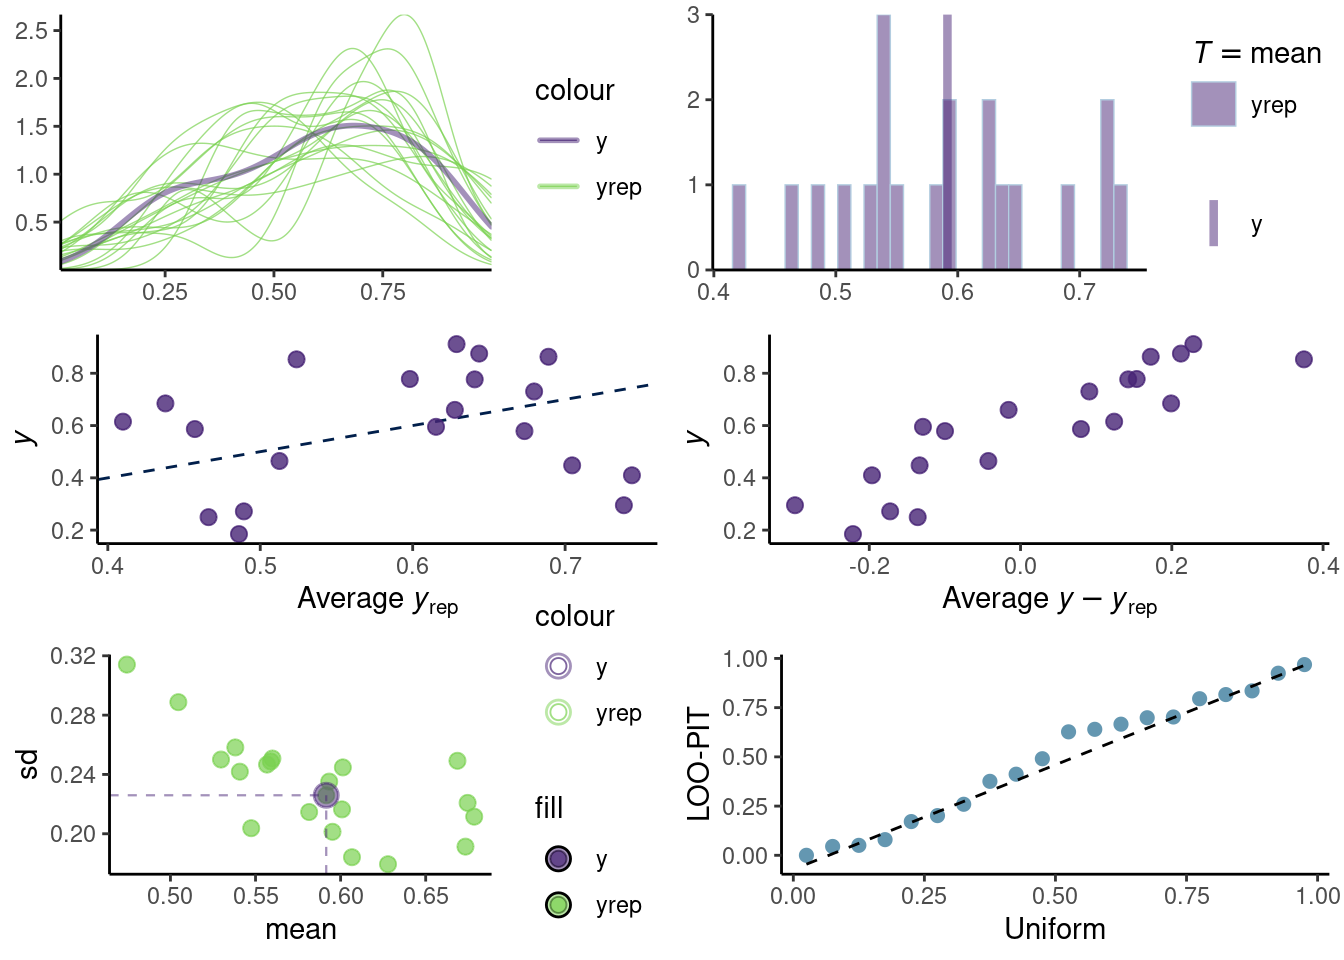 2.5
2.0
1.5
1.0
0.5
0.25 0.50 0.75
colour
y
yrep
3
2
1
0
0.4 0.5 0.6 0.7
T = mean
yrep
y
y
0.8
0.6
0.4
0.2
0.4 0.5 0.6 0.7
Average y rep
y
0.8
0.6
0.4
0.2
-0.2 0.0 0.2 0.4
Average y − y rep
sd
0.32
0.28
0.24
0.20
0.50 0.55 0.60 0.65
mean
colour
y
yrep
fill
y
yrep
LOO-PIT
1.00
0.75
0.50
0.25
0.00
0.00 0.25 0.50 0.75 1.00
Uniform